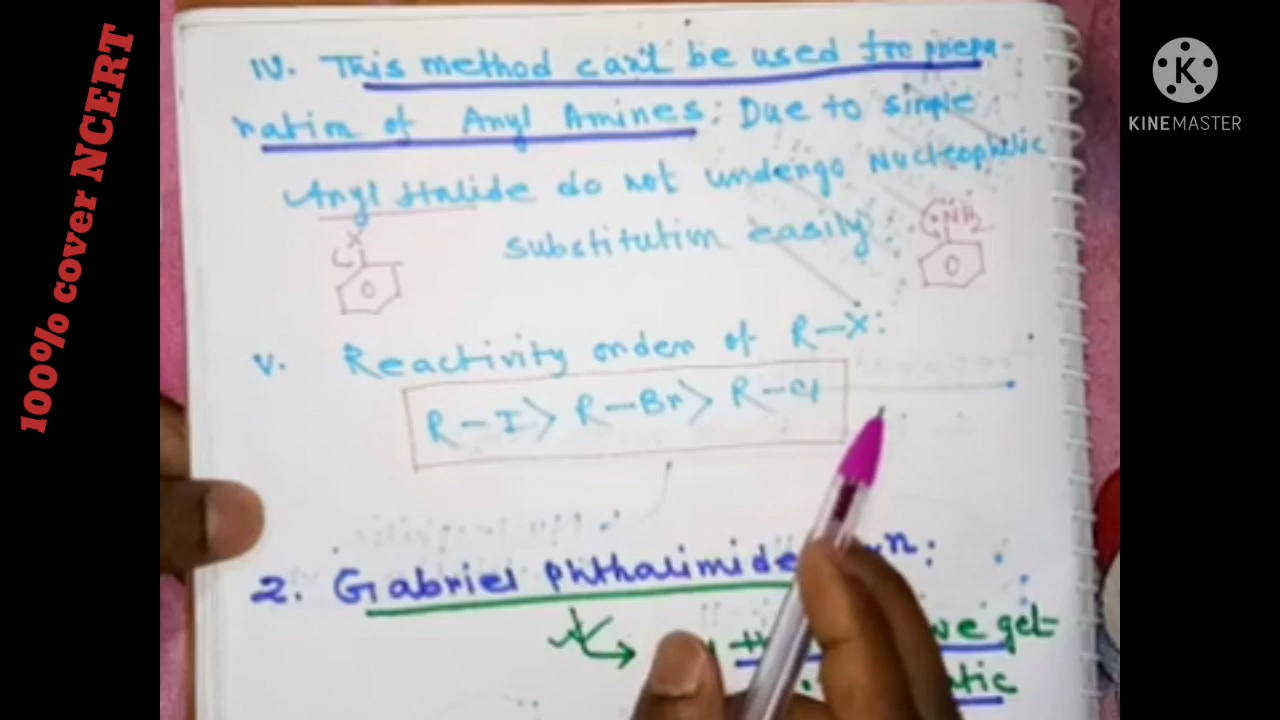 100% cover NCERT
KINEMASTER
IV. This method can't be used for prepa-
ration of Aryl Amines: Due to simple
Aryl Halide do not undergo Nucleophilic
substitution easily.
X
NH2
V. Reactivity order of R-X:
R-I > R-Br > R-Cl
2. Gabriel Phthalimide n:
we get